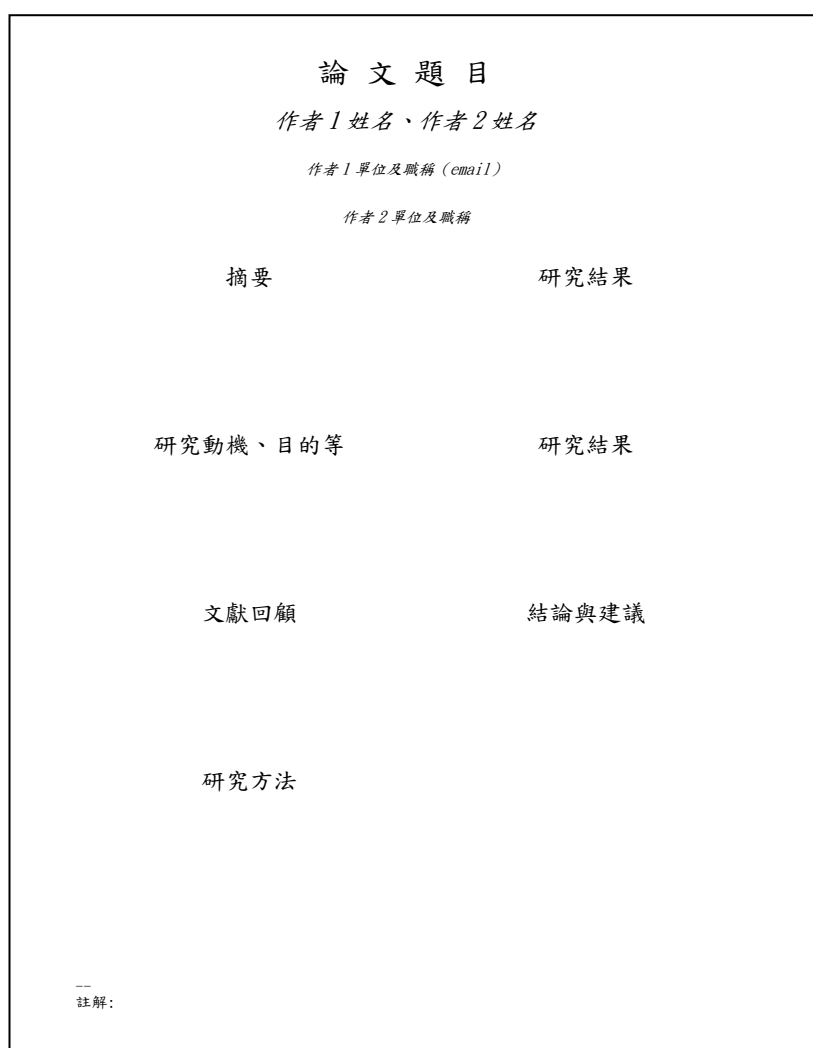 論 文 題 目
作者 1 姓名、作者 2 姓名
作者 1 單位及職稱 (email)
作者 2 單位及職稱
摘要
研究動機、目的等
文獻回顧
研究方法
研究結果
研究結果
結論與建議
--
註解: